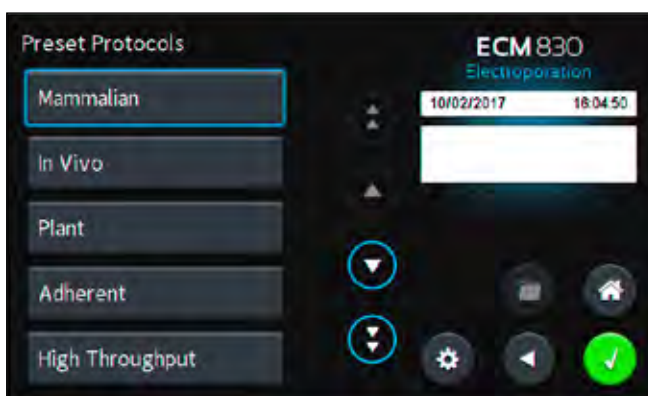 Preset Protocols
Mammalian
In Vivo
Plant
Adherent
High Throughput
ECM 830
Electroporation
10/02/2017 16:04:50